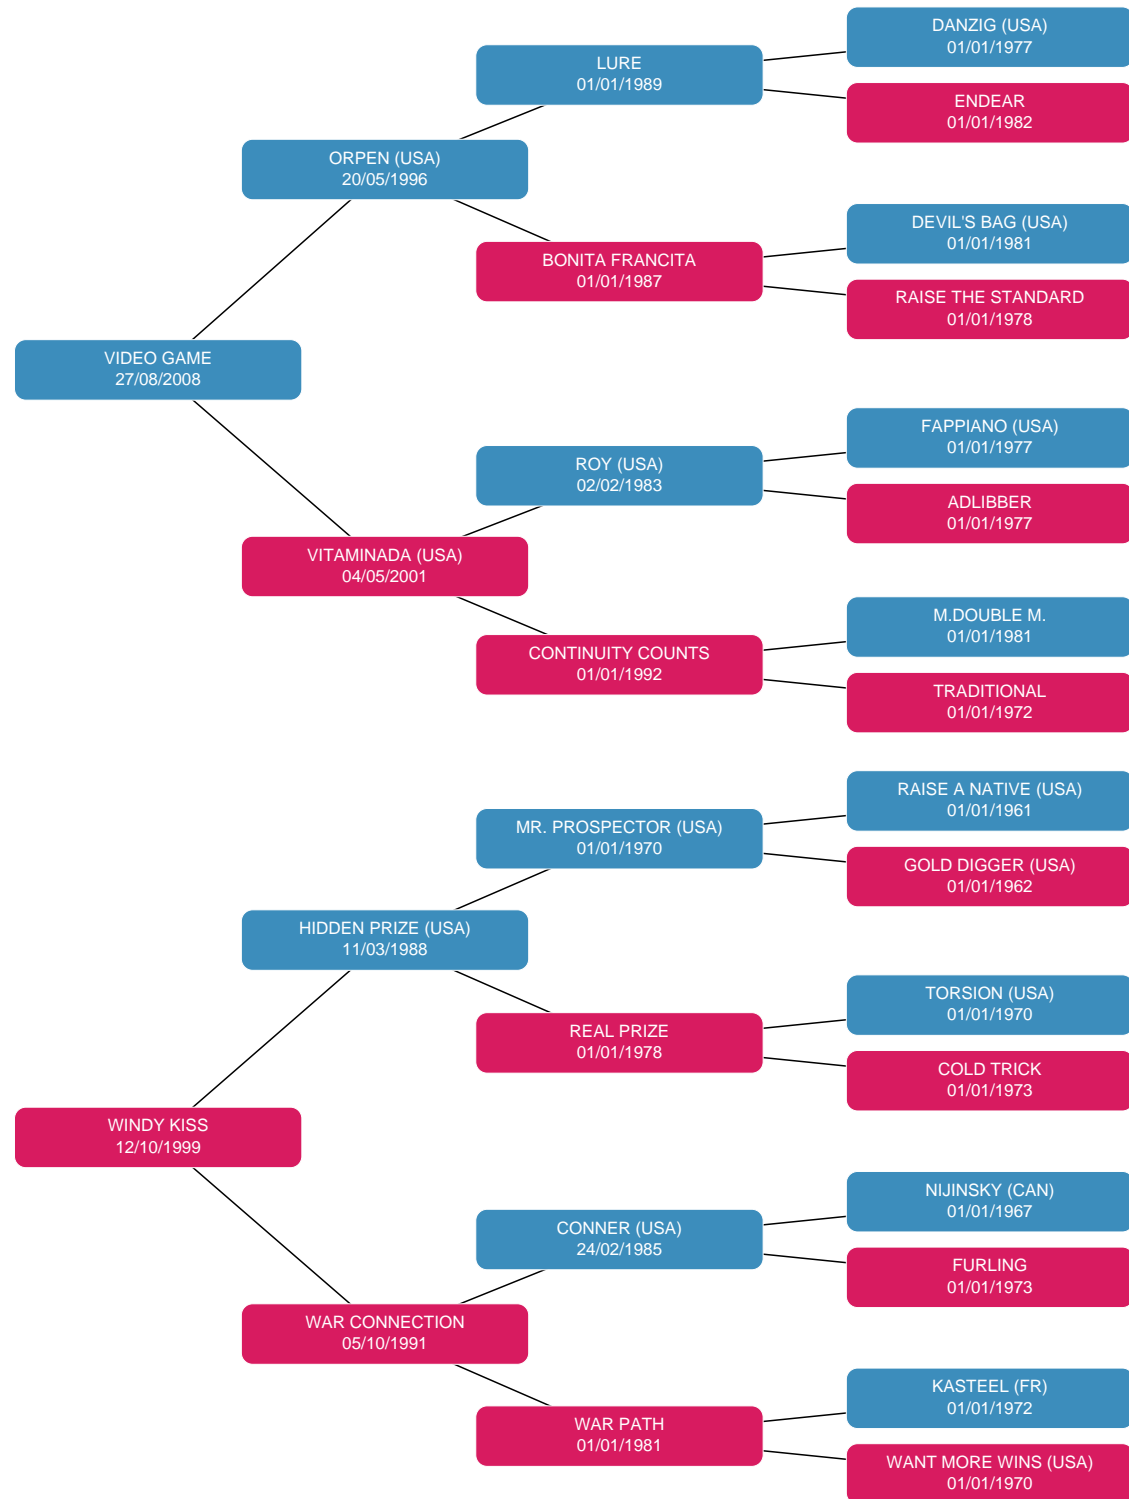 DANZIG (USA)
01/01/1977
LURE
01/01/1989
ENDEAR
01/01/1982
ORPEN (USA)
20/05/1996
DEVIL'S BAG (USA)
01/01/1981
BONITA FRANCITA
01/01/1987
RAISE THE STANDARD
01/01/1978
VIDEO GAME
27/08/2008
FAPPIANO (USA)
01/01/1977
ROY (USA)
02/02/1983
ADLIBBER
01/01/1977
VITAMINADA (USA)
04/05/2001
M.DOUBLE M.
01/01/1981
CONTINUITY COUNTS
01/01/1992
TRADITIONAL
01/01/1972
RAISE A NATIVE (USA)
01/01/1961
MR. PROSPECTOR (USA)
01/01/1970
GOLD DIGGER (USA)
01/01/1962
HIDDEN PRIZE (USA)
11/03/1988
TORSION (USA)
01/01/1970
REAL PRIZE
01/01/1978
COLD TRICK
01/01/1973
WINDY KISS
12/10/1999
NIJINSKY (CAN)
01/01/1967
CONNER (USA)
24/02/1985
FURLING
01/01/1973
WAR CONNECTION
05/10/1991
KASTEEL (FR)
01/01/1972
WAR PATH
01/01/1981
WANT MORE WINS (USA)
01/01/1970